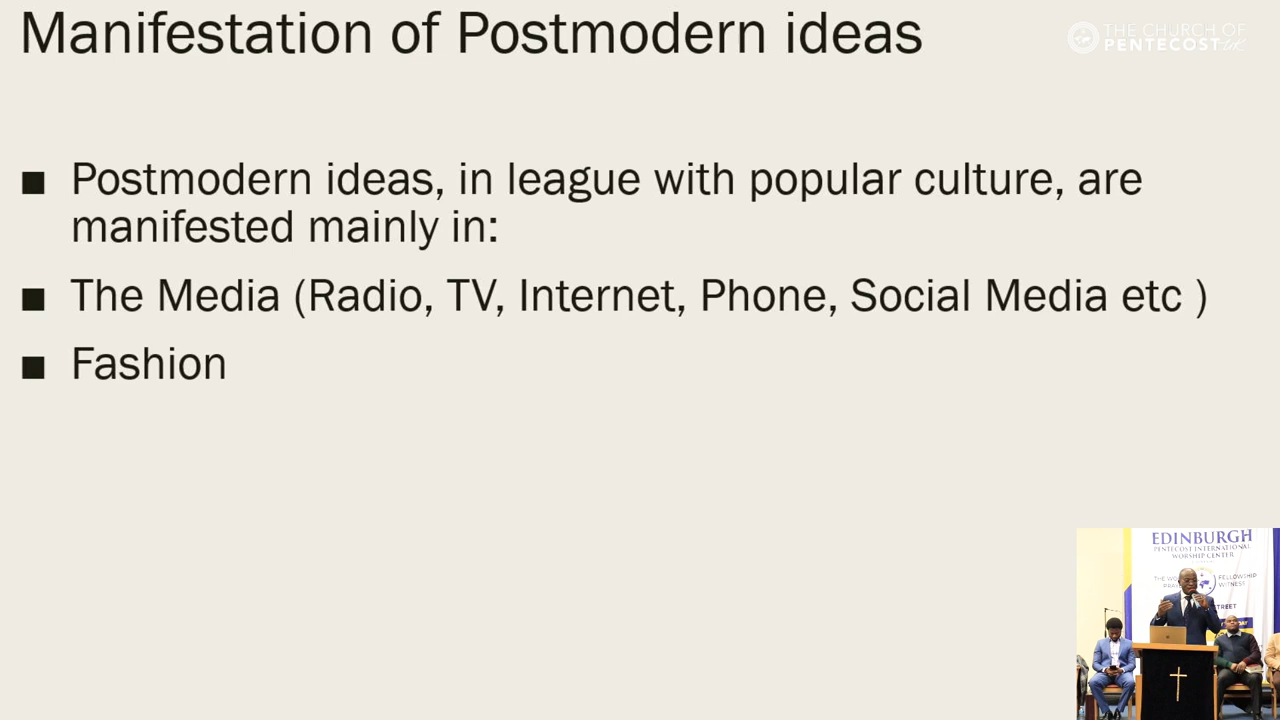 Manifestation of Postmodern ideas
THE CHURCH OF
PENTECOST
■ Postmodern ideas, in league with popular culture, are
manifested mainly in:
■ The Media (Radio, TV, Internet, Phone, Social Media etc )
■ Fashion
EDINBURGH
PENTECOST INTERNATIONAL
WORSHIP CENTER
FELLOWSHIP
WITNESS